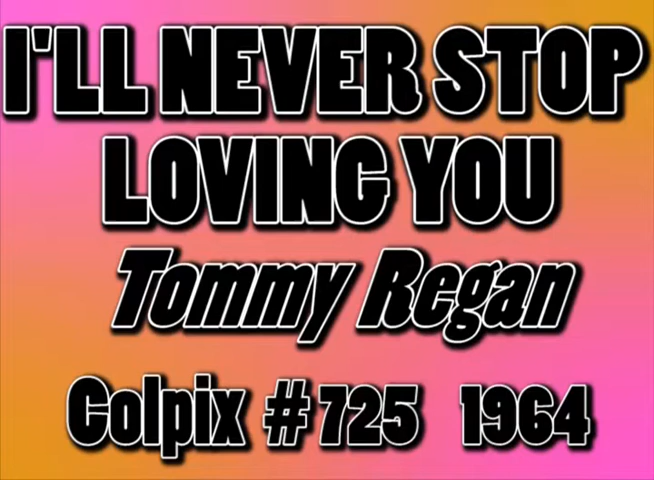 I'LL NEVER STOP
LOVING YOU
Tommy Regan
Colpix #725 1964